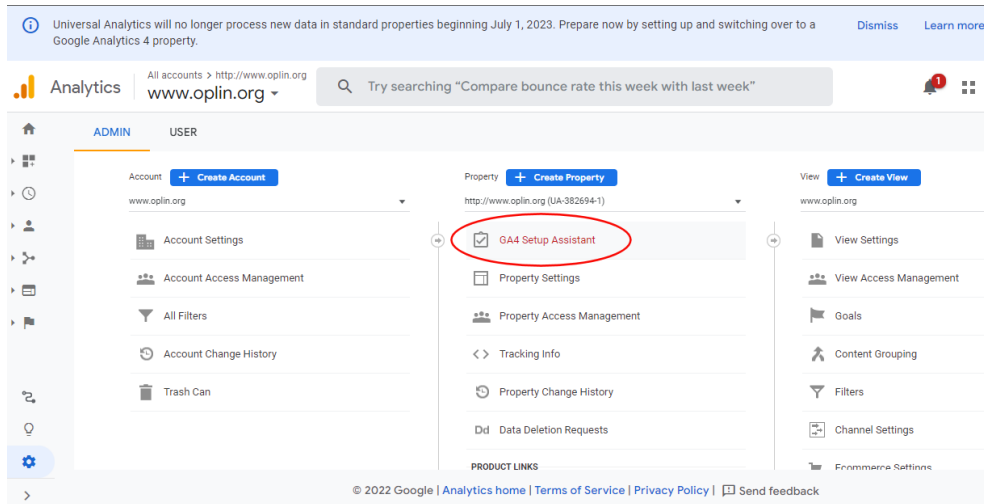 Universal Analytics will no longer process new data in standard properties beginning July 1, 2023. Prepare now by setting up and switching over to a
Google Analytics 4 property.
Dismiss
Learn more
Analytics
All accounts > http://www.oplin.org
www.oplin.org
Try searching “Compare bounce rate this week with last week”
1
ADMIN
USER
Account
+ Create Account
www.oplin.org
Account Settings
Account Access Management
All Filters
Account Change History
Trash Can
Property
+ Create Property
http://www.oplin.org (UA-382694-1)
GA4 Setup Assistant
Property Settings
Property Access Management
<> Tracking Info
Property Change History
Dd Data Deletion Requests
PRODUCT LINKS
View
+ Create View
www.oplin.org
View Settings
View Access Management
Goals
Content Grouping
Filters
Channel Settings
Ecommerce Settings
© 2022 Google | Analytics home | Terms of Service | Privacy Policy | Send feedback